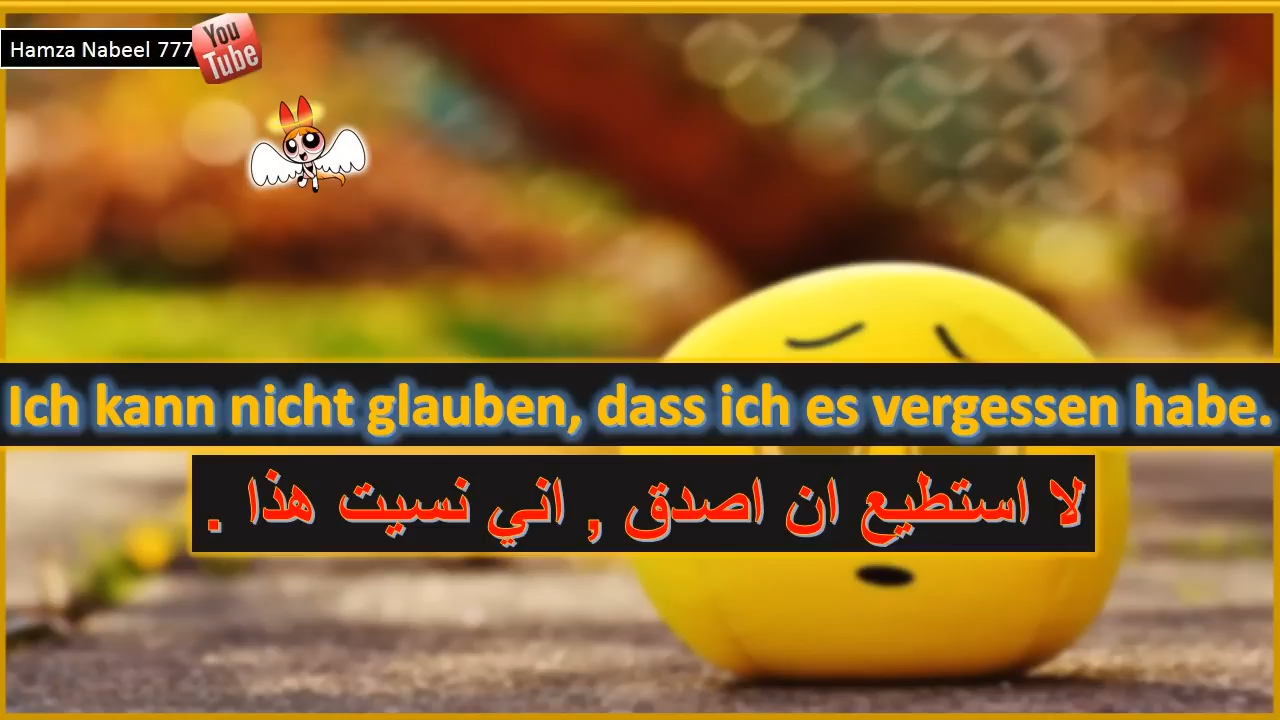 Hamza Nabeel 777
You
Tube
Ich kann nicht glauben, dass ich es vergessen habe.
لا استطيع ان اصدق , اني نسيت هذا .